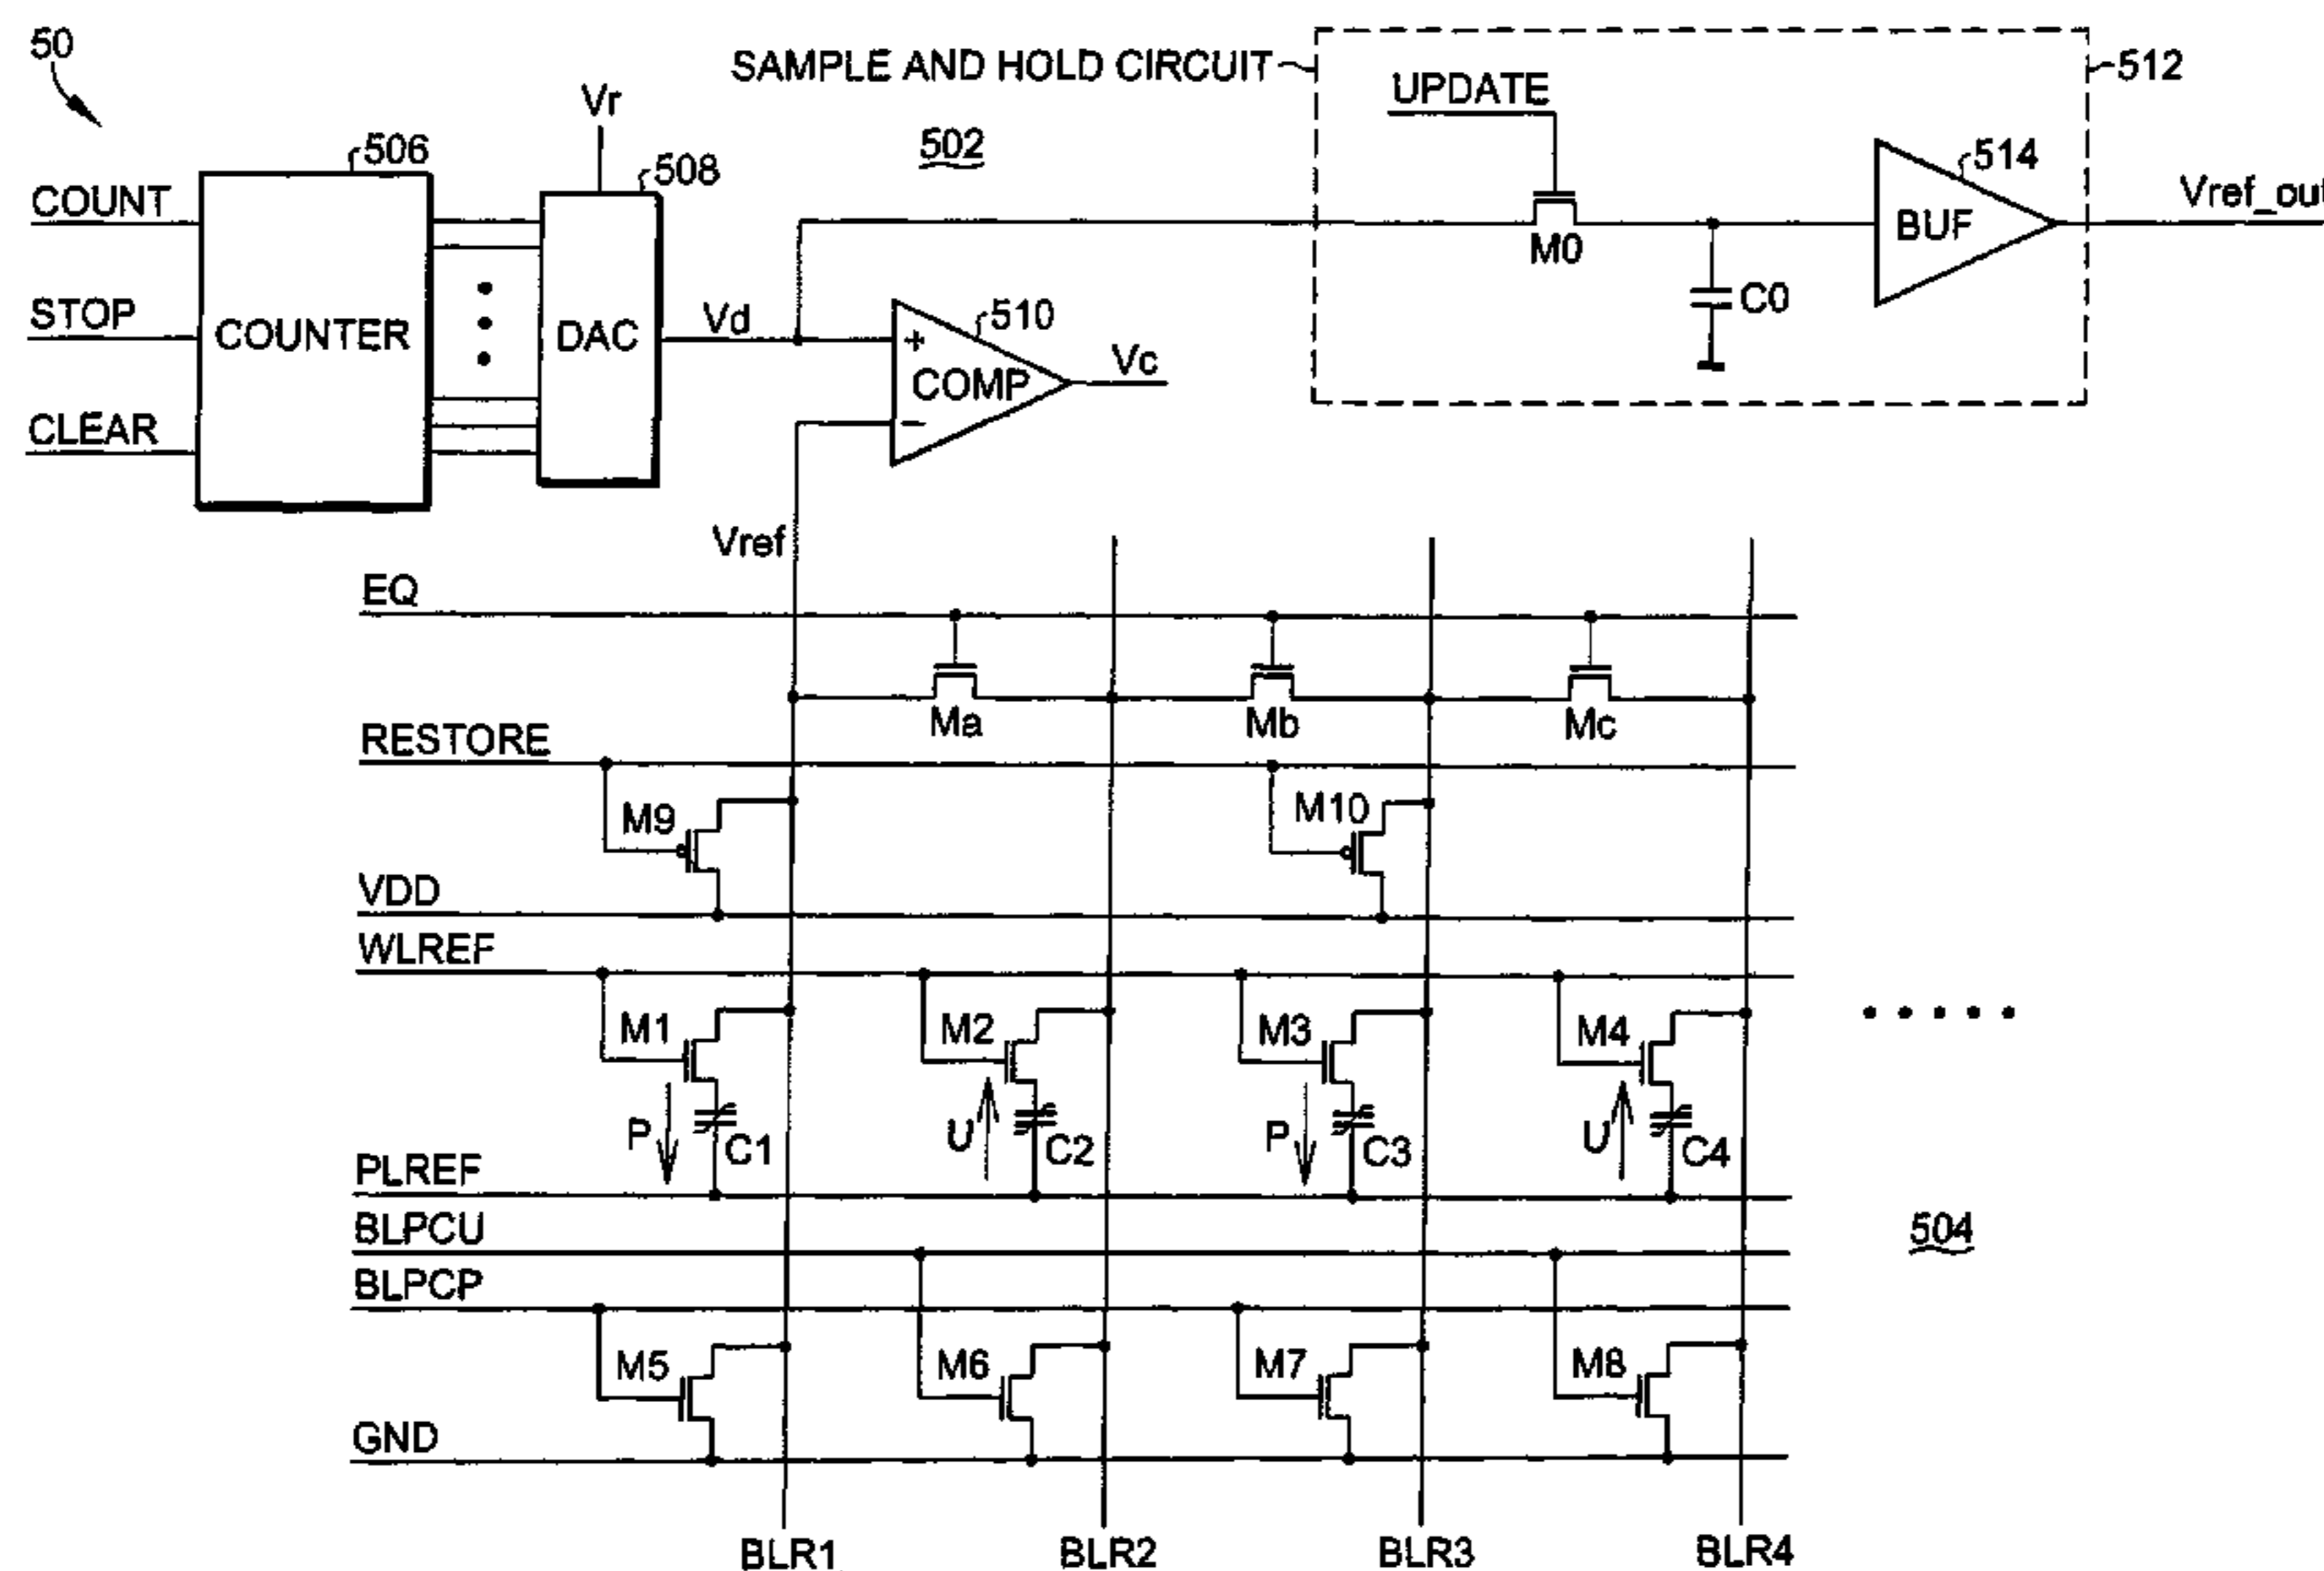 50
SAMPLE AND HOLD CIRCUIT
512
UPDATE
Vr
502
506
508
514
COUNT
Vref_out
BUF
M0
STOP
COUNTER
DAC
Vd
+
510
C0
COMP
Vc
CLEAR
−
Vref
EQ
Ma
Mb
Mc
RESTORE
M9
M10
VDD
WLREF
M1
M2
M3
M4
P
C1
U
C2
P
C3
U
C4
PLREF
BLPCU
504
BLPCP
M5
M6
M7
M8
GND
BLR1
BLR2
BLR3
BLR4